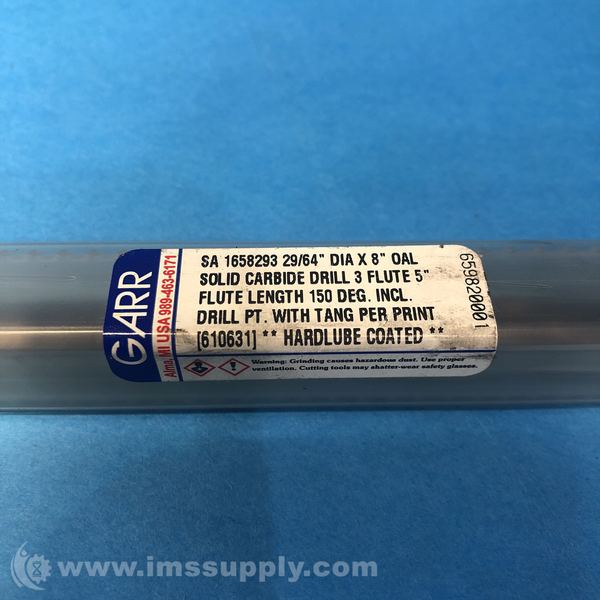 GARR
Alma, MI USA 989-463-6171
SA 1658293 29/64" DIA X 8" OAL
SOLID CARBIDE DRILL 3 FLUTE 5"
FLUTE LENGTH 150 DEG. INCL.
DRILL PT. WITH TANG PER PRINT
[610631] ** HARDLUBE COATED **
Warning: Grinding causes hazardous dust. Use proper
ventilation. Cutting tools may shatter-wear safety glasses.
659820001
www.imssupply.com